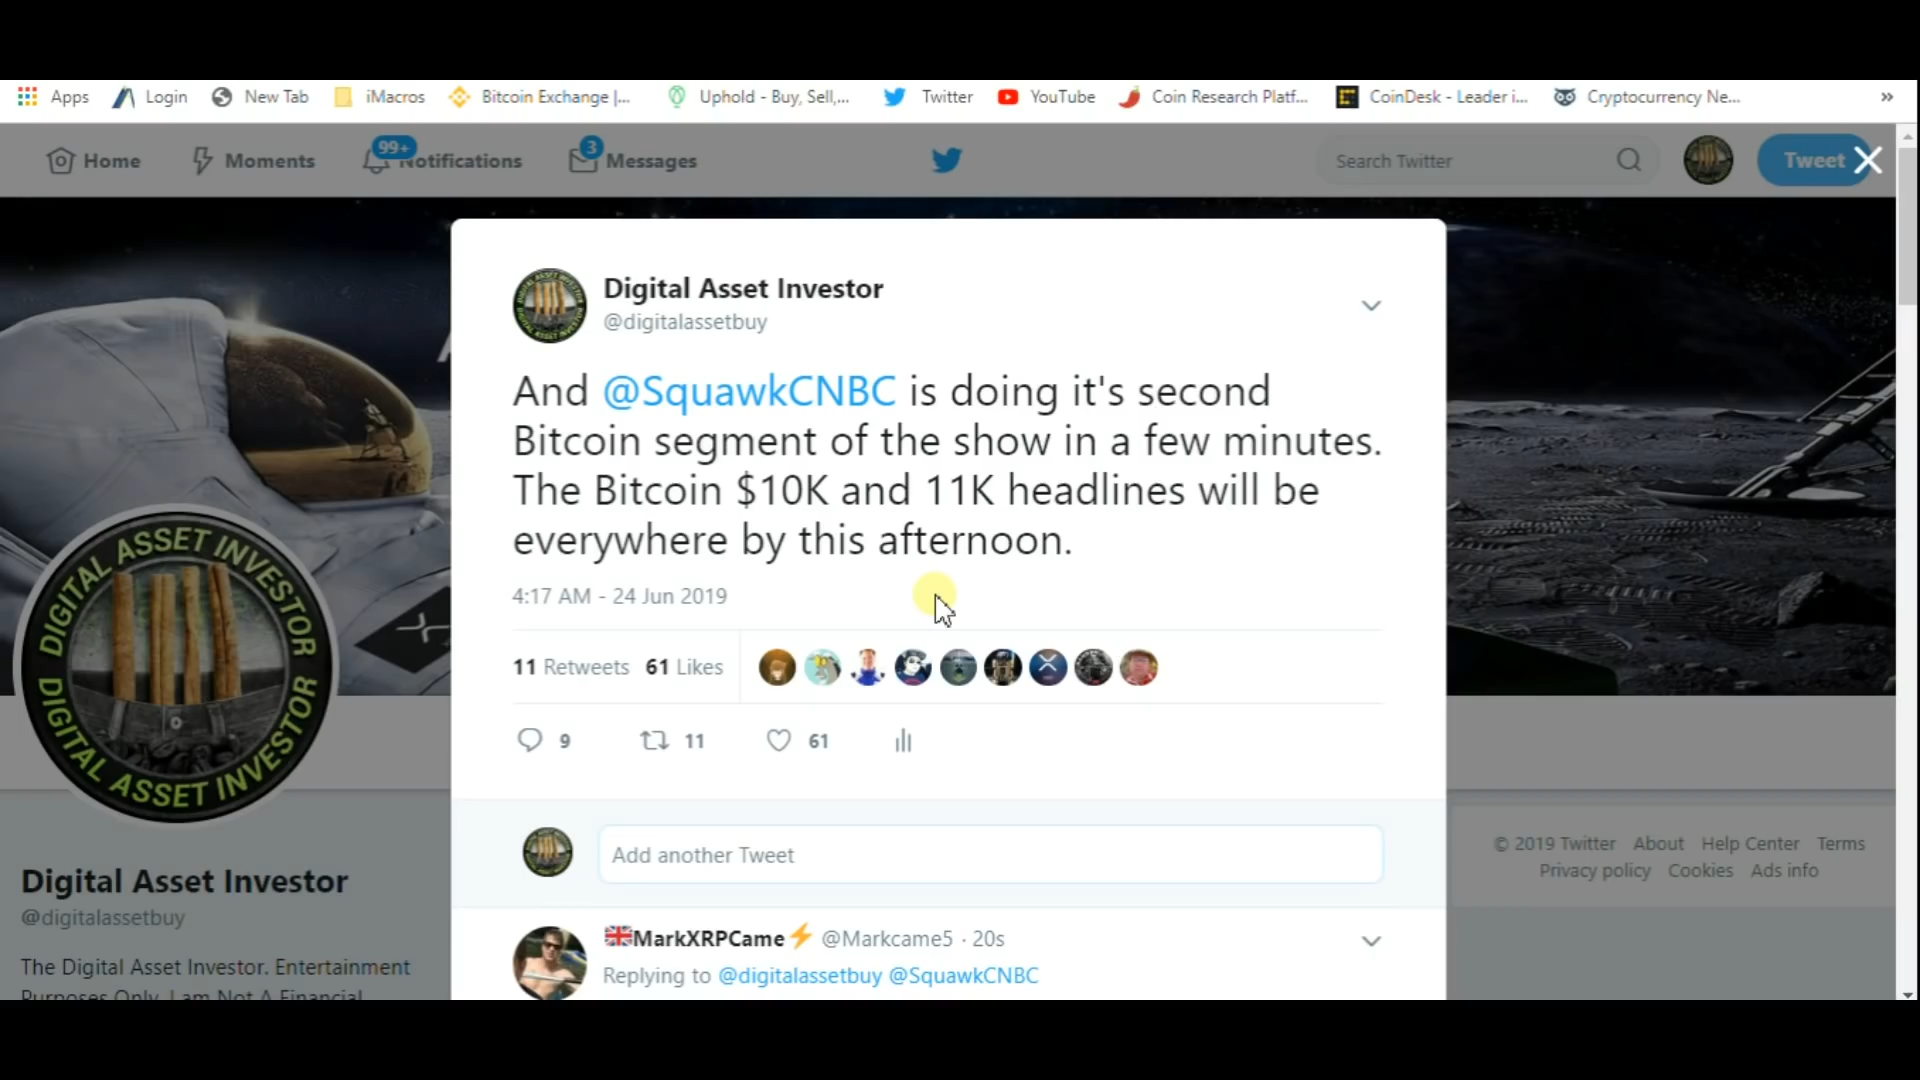 Apps Login New Tab iMacros Bitcoin Exchange |... Uphold - Buy, Sell,... Twitter YouTube Coin Research Platf... CoinDesk - Leader i... Cryptocurrency Ne... »
Home Moments 99+ Notifications 3 Messages Search Twitter Tweet
Digital Asset Investor
@digitalassetbuy
And @SquawkCNBC is doing it's second
Bitcoin segment of the show in a few minutes.
The Bitcoin $10K and 11K headlines will be
everywhere by this afternoon.
4:17 AM - 24 Jun 2019
11 Retweets 61 Likes
9 11 61
Add another Tweet
MarkXRPCame⚡ @Markcame5 · 20s
Replying to @digitalassetbuy @SquawkCNBC
DIGITAL ASSET INVESTOR
DIGITAL ASSET INVESTOR
Digital Asset Investor
@digitalassetbuy
The Digital Asset Investor. Entertainment
Purposes Only. I am Not A Financial
© 2019 Twitter About Help Center Terms
Privacy policy Cookies Ads info